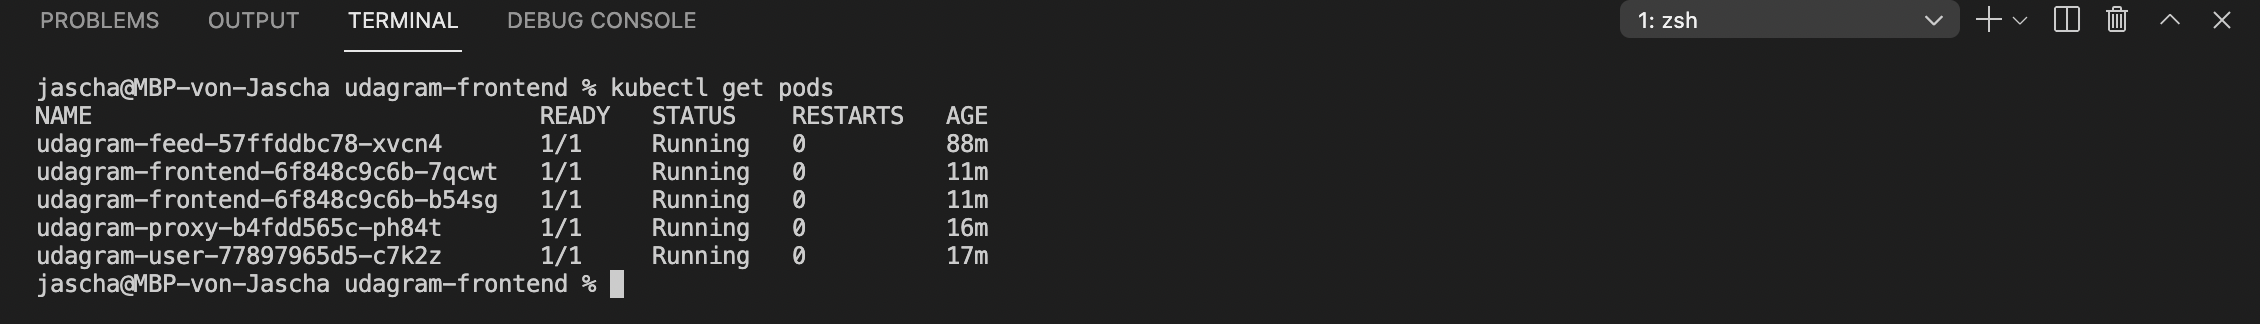 PROBLEMS OUTPUT TERMINAL DEBUG CONSOLE 1: zsh
jascha@MBP-von-Jascha udagram-frontend % kubectl get pods
NAME READY STATUS RESTARTS AGE
udagram-feed-57ffddbc78-xvcn4 1/1 Running 0 88m
udagram-frontend-6f848c9c6b-7qcwt 1/1 Running 0 11m
udagram-frontend-6f848c9c6b-b54sg 1/1 Running 0 11m
udagram-proxy-b4fdd565c-ph84t 1/1 Running 0 16m
udagram-user-77897965d5-c7k2z 1/1 Running 0 17m
jascha@MBP-von-Jascha udagram-frontend %